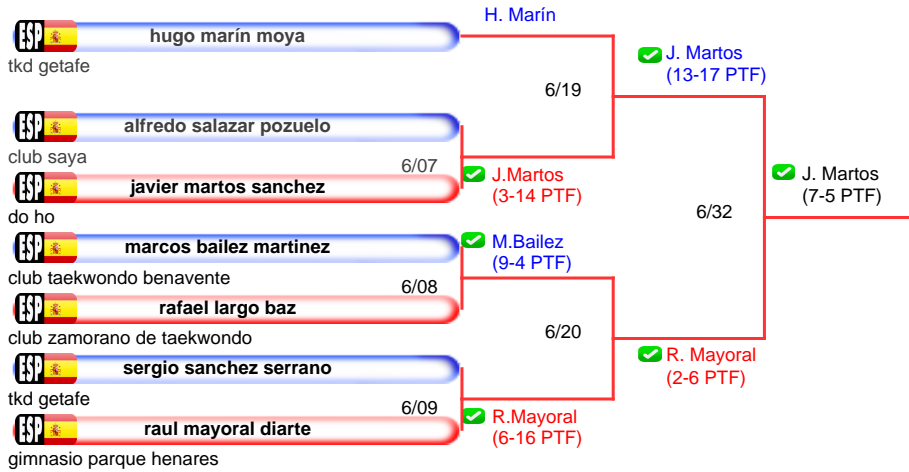 H. Marín
ESP hugo marín moya
tkd getafe
J. Martos
(13-17 PTF)
6/19
ESP alfredo salazar pozuelo
club saya
6/07
ESP javier martos sanchez
do ho
J.Martos
(3-14 PTF)
J. Martos
(7-5 PTF)
6/32
ESP marcos bailez martinez
club taekwondo benavente
M.Bailez
(9-4 PTF)
6/08
ESP rafael largo baz
club zamorano de taekwondo
6/20
ESP sergio sanchez serrano
tkd getafe
R. Mayoral
(2-6 PTF)
6/09
ESP raul mayoral diarte
gimnasio parque henares
R.Mayoral
(6-16 PTF)